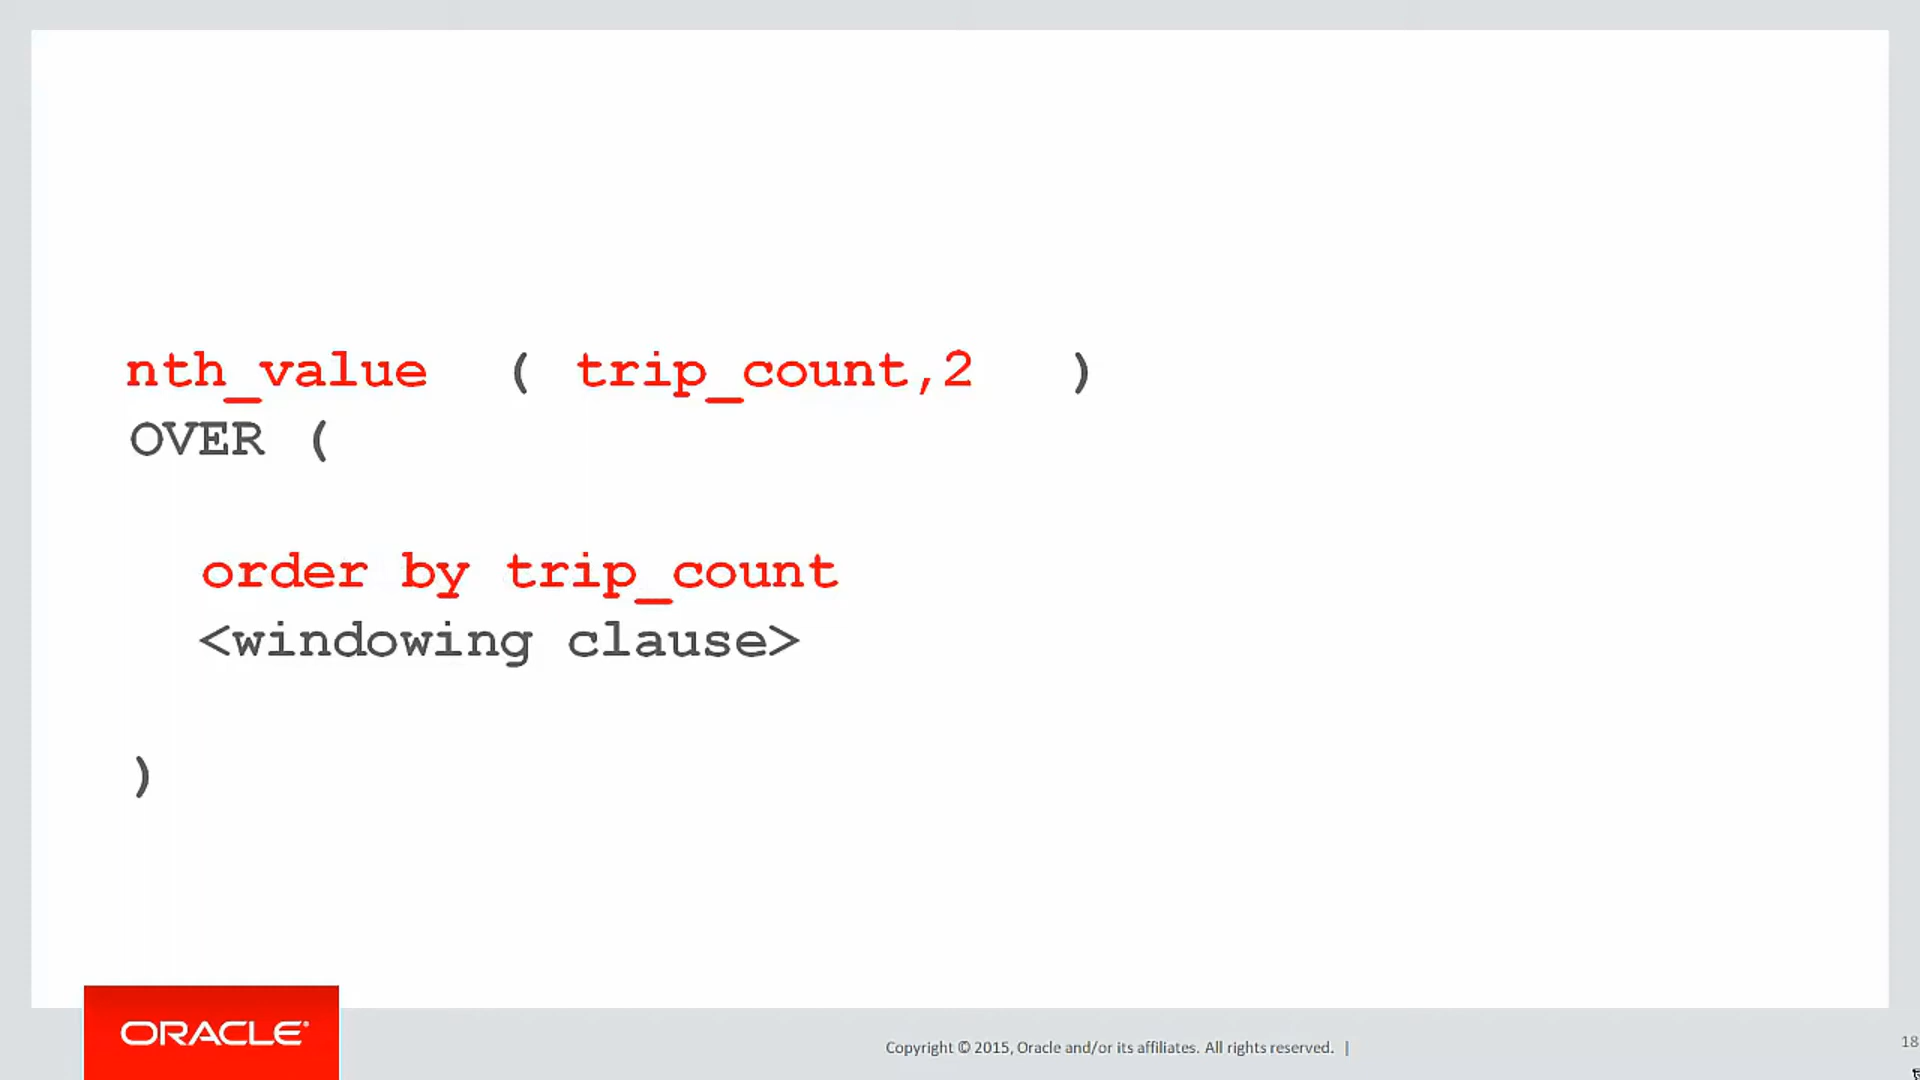 nth_value ( trip_count,2 )
OVER (
order by trip_count
<windowing clause>
)
ORACLE®
Copyright © 2015, Oracle and/or its affiliates. All rights reserved. |
18